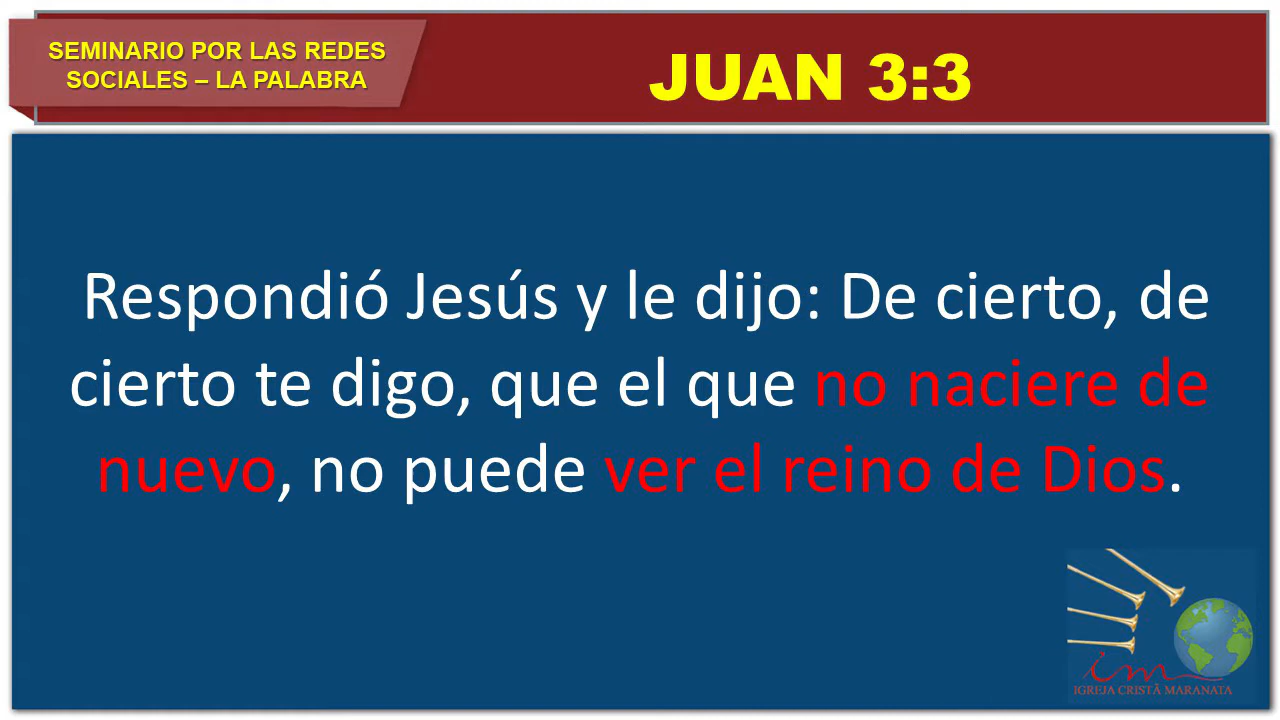 SEMINARIO POR LAS REDES
SOCIALES – LA PALABRA
JUAN 3:3
Respondió Jesús y le dijo: De cierto, de
cierto te digo, que el que no naciere de
nuevo, no puede ver el reino de Dios.
im
IGREJA CRISTÃ MARANATA